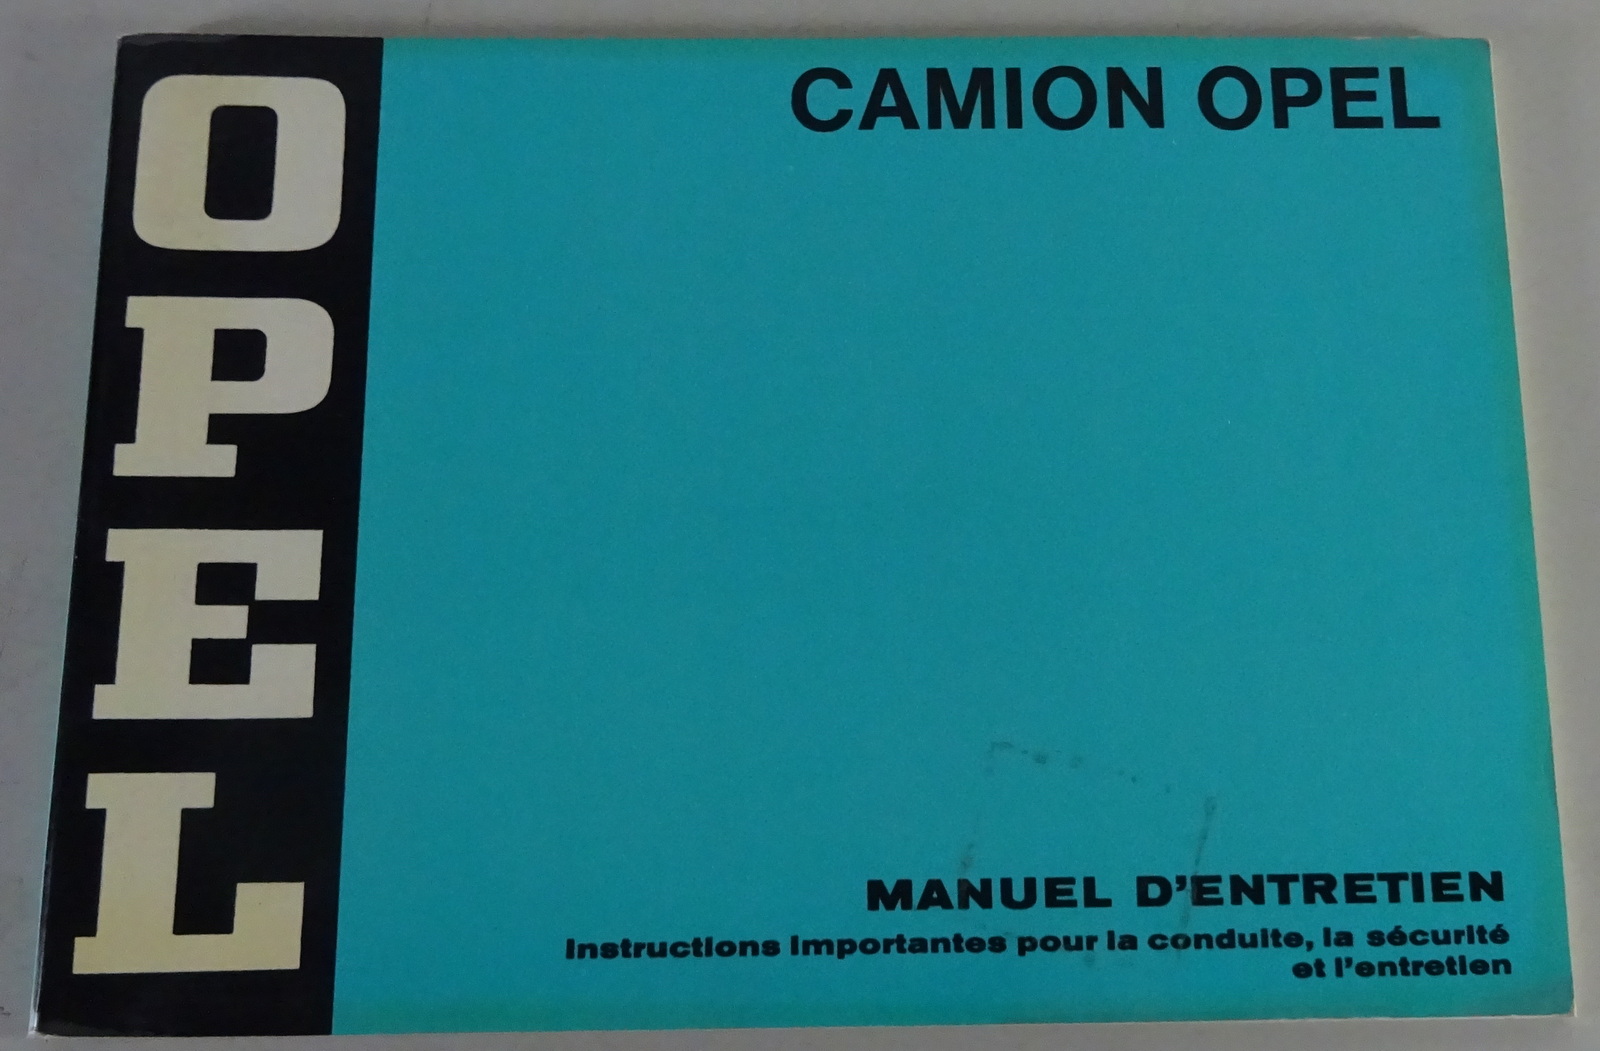 OPEL
CAMION OPEL
MANUEL D'ENTRETIEN
Instructions importantes pour la conduite, la sécurité
et l'entretien